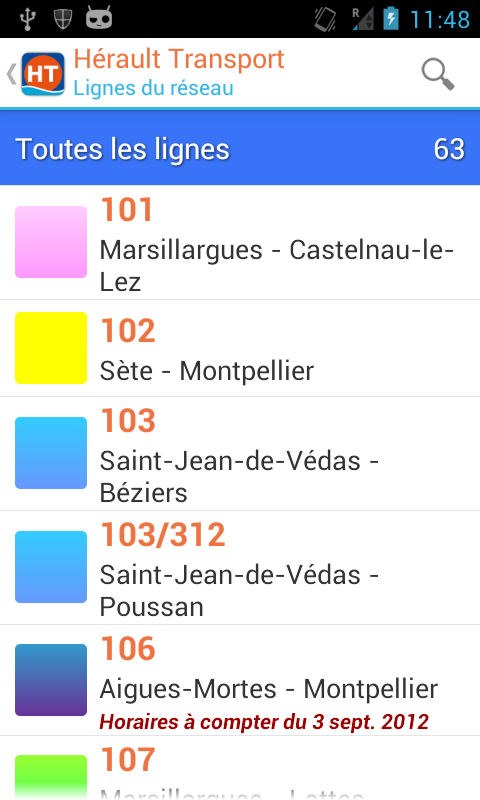 R
11:48
HT
Hérault Transport
Lignes du réseau
Toutes les lignes 63
101
Marsillargues - Castelnau-le-
Lez
102
Sète - Montpellier
103
Saint-Jean-de-Védas -
Béziers
103/312
Saint-Jean-de-Védas -
Poussan
106
Aigues-Mortes - Montpellier
Horaires à compter du 3 sept. 2012
107
Marsillargues - Lattes